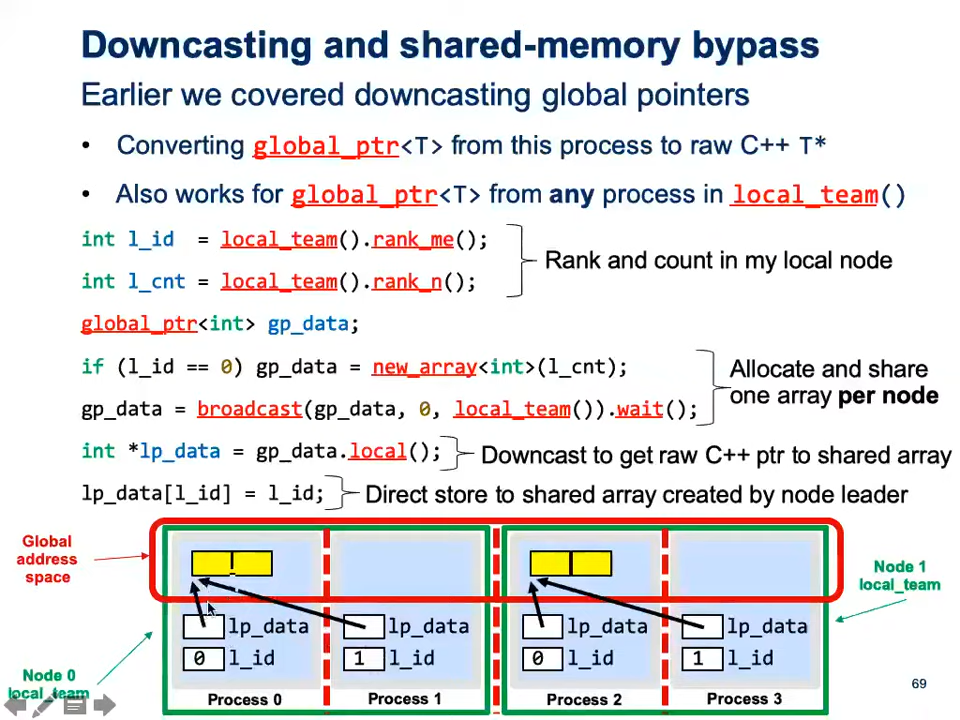 Downcasting and shared-memory bypass
Earlier we covered downcasting global pointers
• Converting global_ptr<T> from this process to raw C++ T*
• Also works for global_ptr<T> from any process in local_team()
int l_id = local_team().rank_me();
int l_cnt = local_team().rank_n();
Rank and count in my local node
global_ptr<int> gp_data;
if (l_id == 0) gp_data = new_array<int>(l_cnt);
gp_data = broadcast(gp_data, 0, local_team()).wait();
Allocate and share
one array per node
int *lp_data = gp_data.local();
Downcast to get raw C++ ptr to shared array
lp_data[l_id] = l_id;
Direct store to shared array created by node leader
Global
address
space
Node 1
local_team
lp_data lp_data lp_data lp_data
0 l_id 1 l_id 0 l_id 1 l_id
Node 0
local_team
Process 0 Process 1 Process 2 Process 3
69